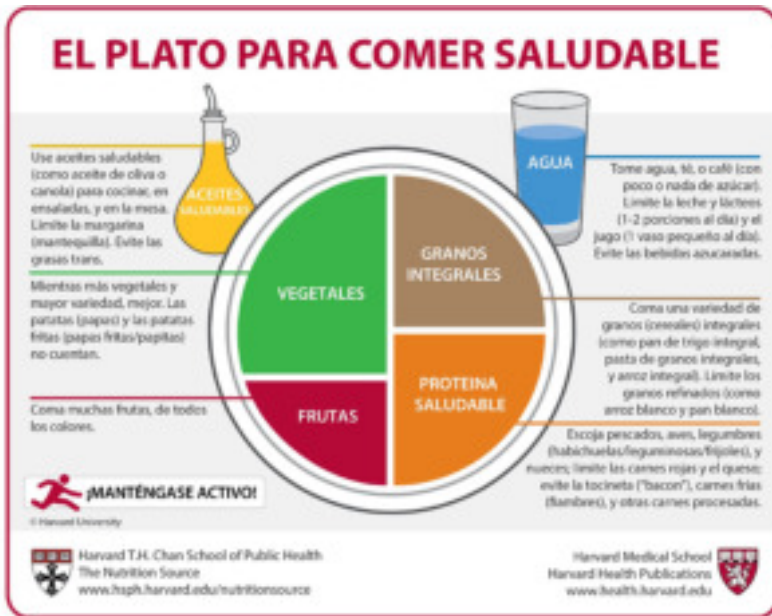 EL PLATO PARA COMER SALUDABLE
Use aceites saludables
(como aceite de oliva o
canola) para cocinar, en
ensaladas, y en la mesa.
Limite la margarina
(mantequilla). Evite las
grasas trans.
ACEITES
SALUDABLES
Mientras más vegetales y
mayor variedad, mejor. Las
patatas (papas) y las patatas
fritas (papas fritas/papitas)
no cuentan.
Coma muchas frutas, de todos
los colores.
VEGETALES
FRUTAS
GRANOS
INTEGRALES
PROTEINA
SALUDABLE
AGUA
Tome agua, té, o café (con
poco o nada de azúcar).
Limite la leche y lácteos
(1-2 porciones al día) y el
jugo (1 vaso pequeño al día).
Evite las bebidas azucaradas.
Coma una variedad de
granos (cereales) integrales
(como pan de trigo integral,
pasta de granos integrales,
y arroz integral). Limite los
granos refinados (como
arroz blanco y pan blanco).
Escoja pescados, aves, legumbres
(habichuelas/leguminosas/frijoles), y
nueces; limite las carnes rojas y el queso;
evite la tocineta ("bacon"), carnes frías
(fiambres), y otras carnes procesadas.
¡MANTÉNGASE ACTIVO!
© Harvard University
Harvard T.H. Chan School of Public Health
The Nutrition Source
www.hsph.harvard.edu/nutritionsource
Harvard Medical School
Harvard Health Publications
www.health.harvard.edu